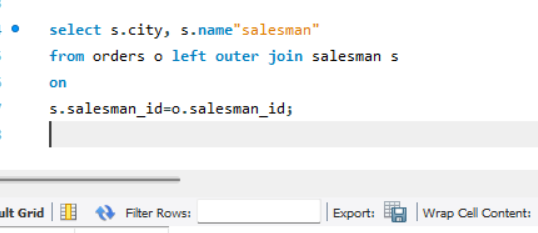 select s.city, s.name"salesman"
from orders o left outer join salesman s
on
s.salesman_id=o.salesman_id;
Grid Filter Rows: Export: Wrap Cell Content: